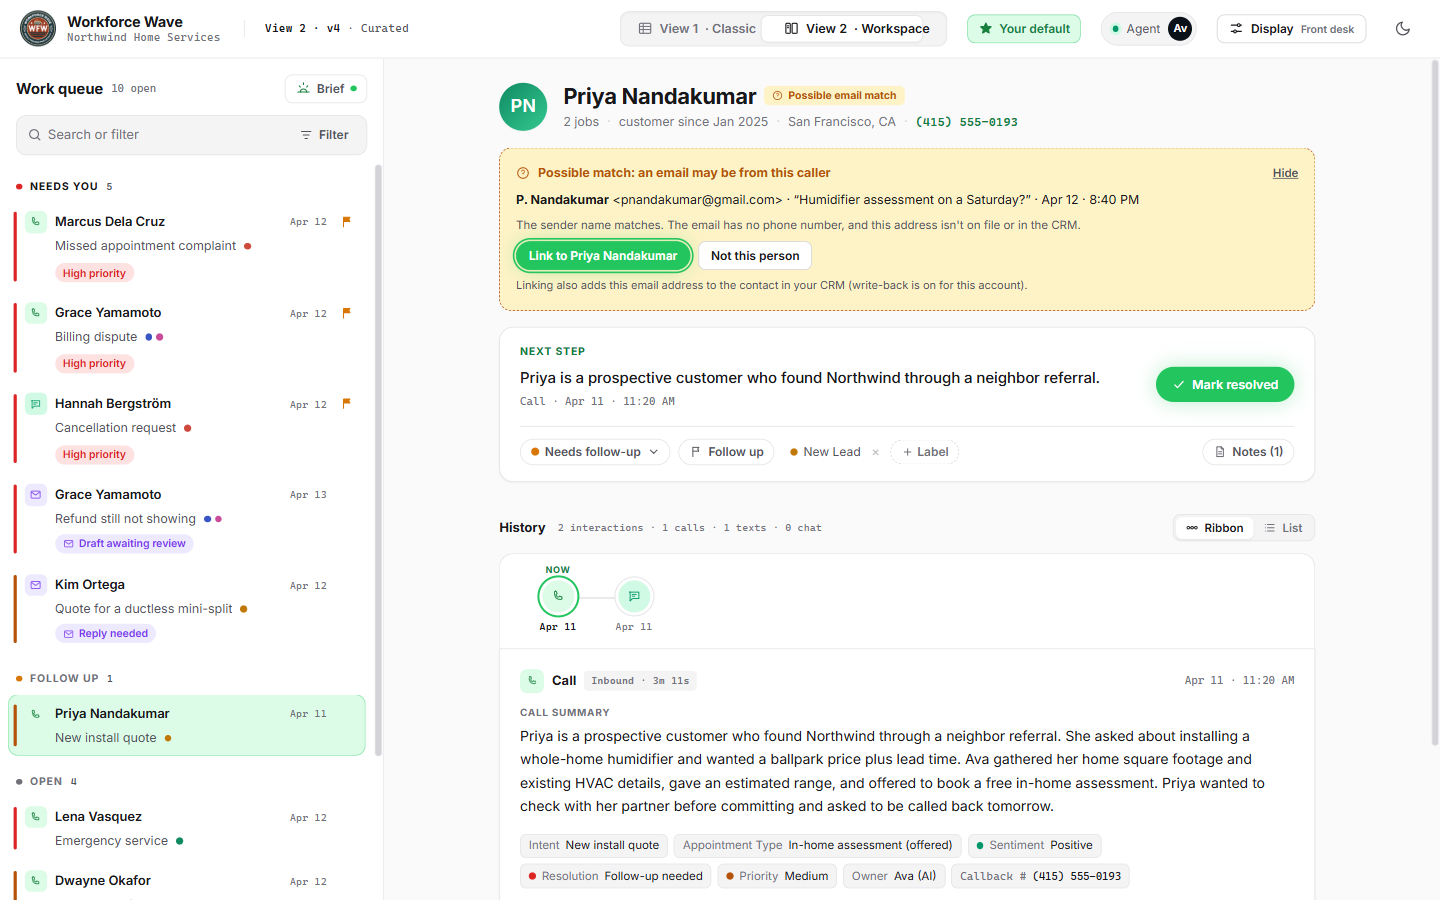 WFW
Workforce Wave
Northwind Home Services
View 2 · v4 · Curated
View 1 · Classic
View 2 · Workspace
Your default
Agent
Av
Display Front desk
Work queue 10 open
Brief
Search or filter
Filter
NEEDS YOU 5
Marcus Dela Cruz Apr 12
Missed appointment complaint
High priority
Grace Yamamoto Apr 12
Billing dispute
High priority
Hannah Bergström Apr 12
Cancellation request
High priority
Grace Yamamoto Apr 13
Refund still not showing
Draft awaiting review
Kim Ortega Apr 12
Quote for a ductless mini-split
Reply needed
FOLLOW UP 1
Priya Nandakumar Apr 11
New install quote
OPEN 4
Lena Vasquez Apr 12
Emergency service
Dwayne Okafor Apr 12
PN
Priya Nandakumar
Possible email match
2 jobs · customer since Jan 2025 · San Francisco, CA · (415) 555-0193
Possible match: an email may be from this caller
Hide
P. Nandakumar <pnandakumar@gmail.com> · “Humidifier assessment on a Saturday?” · Apr 12 · 8:40 PM
The sender name matches. The email has no phone number, and this address isn't on file or in the CRM.
Link to Priya Nandakumar
Not this person
Linking also adds this email address to the contact in your CRM (write-back is on for this account).
NEXT STEP
Priya is a prospective customer who found Northwind through a neighbor referral.
Call · Apr 11 · 11:20 AM
Mark resolved
Needs follow-up
Follow up
New Lead ×
+ Label
Notes (1)
History 2 interactions · 1 calls · 1 texts · 0 chat
Ribbon
List
NOW
Apr 11
Apr 11
Call Inbound · 3m 11s
Apr 11 · 11:20 AM
CALL SUMMARY
Priya is a prospective customer who found Northwind through a neighbor referral. She asked about installing a
whole-home humidifier and wanted a ballpark price plus lead time. Ava gathered her home square footage and
existing HVAC details, gave an estimated range, and offered to book a free in-home assessment. Priya wanted to
check with her partner before committing and asked to be called back tomorrow.
Intent New install quote
Appointment Type In-home assessment (offered)
Sentiment Positive
Resolution Follow-up needed
Priority Medium
Owner Ava (AI)
Callback # (415) 555-0193